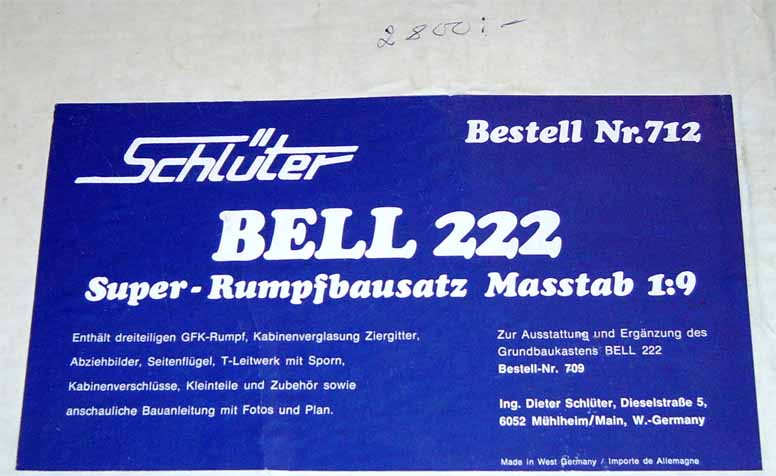 2800:-
Schlüter
Bestell Nr.712
BELL 222
Super-Rumpfbausatz Masstab 1:9
Enthält dreiteiligen GFK-Rumpf, Kabinenverglasung Ziergitter,
Abziehbilder, Seitenflügel, T-Leitwerk mit Sporn,
Kabinenverschlüsse, Kleinteile und Zubehör sowie
anschauliche Bauanleitung mit Fotos und Plan.
Zur Ausstattung und Ergänzung des
Grundbaukastens BELL 222
Bestell-Nr. 709
Ing. Dieter Schlüter, Dieselstraße 5,
6052 Mühlheim/Main, W.-Germany
Made in West Germany / Importe de Allemagne